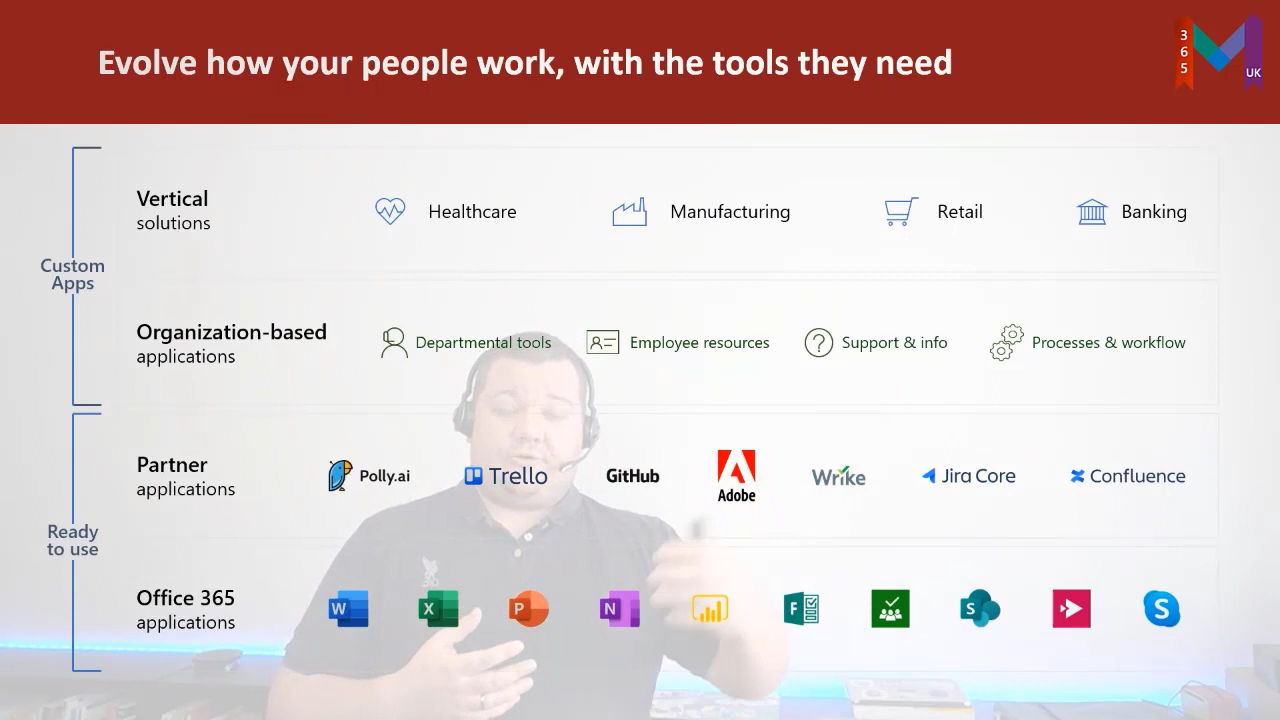 Evolve how your people work, with the tools they need
365
UK
Custom
Apps
Vertical
solutions
Healthcare
Manufacturing
Retail
Banking
Organization-based
applications
Departmental tools
Employee resources
Support & info
Processes & workflow
Ready
to use
Partner
applications
Polly.ai
Trello
GitHub
Adobe
Wrike
Jira Core
Confluence
Office 365
applications
W
X
P
N
F
S
S